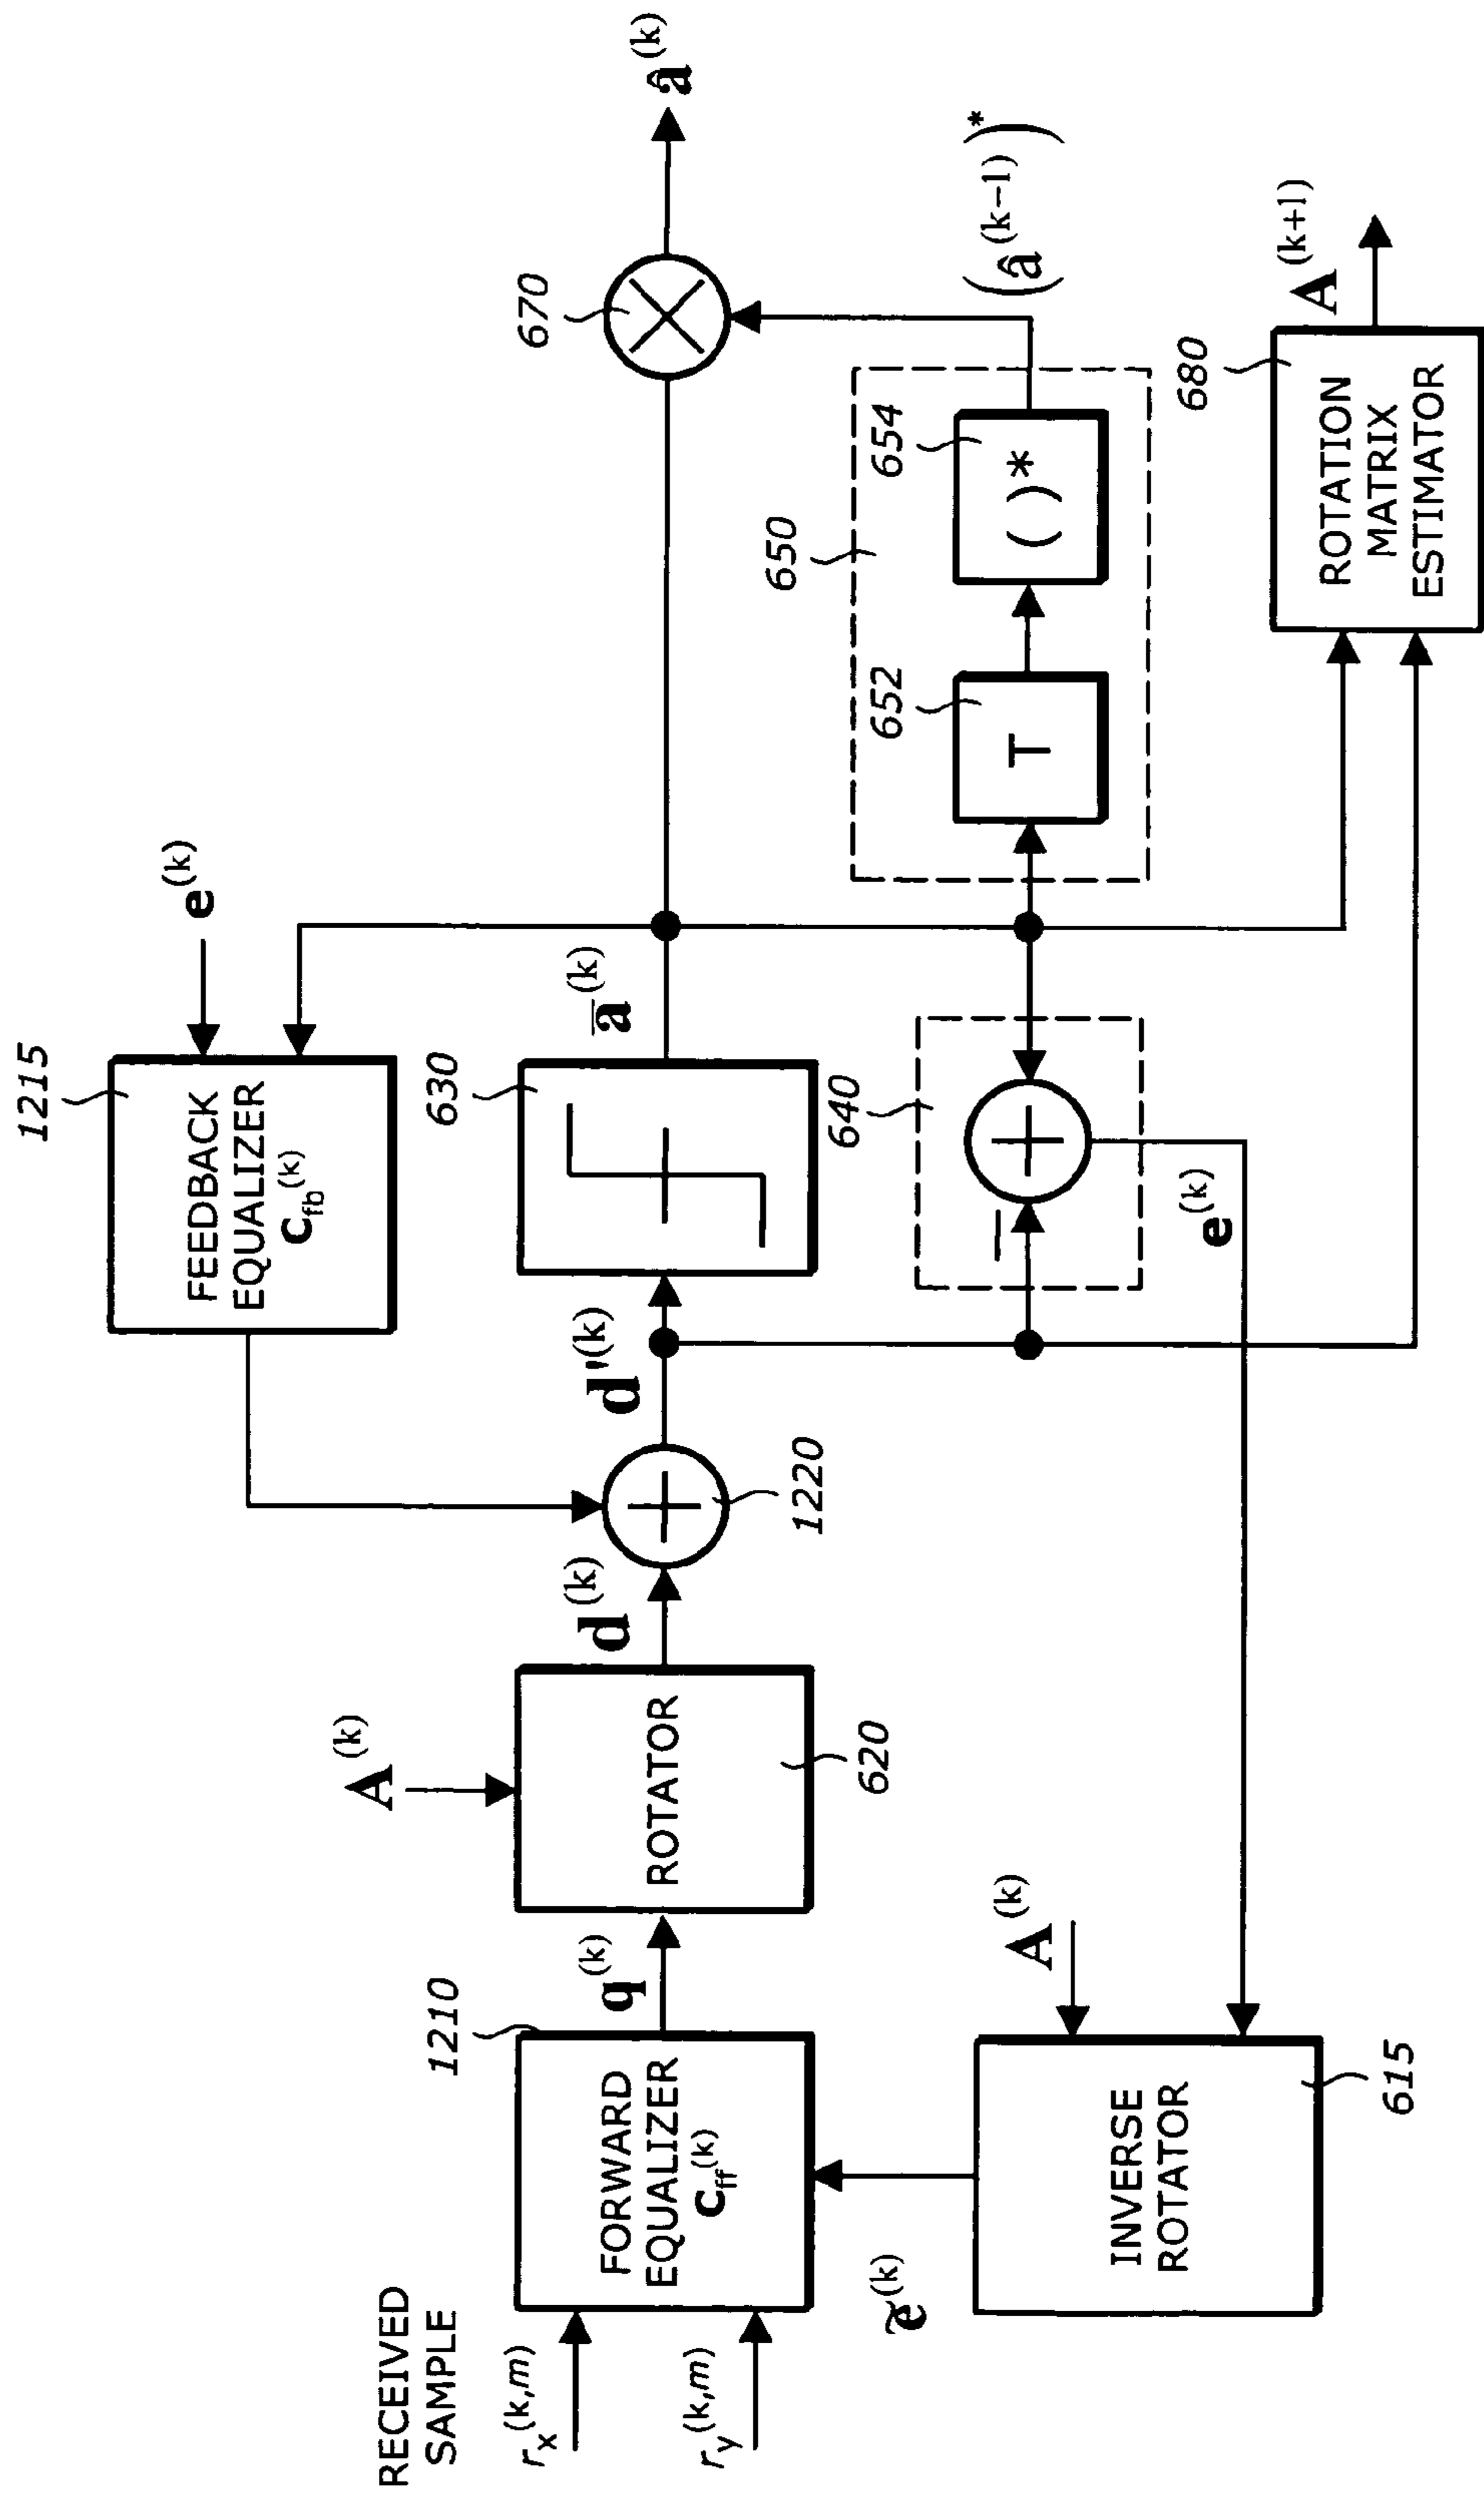 1215
FEEDBACK
EQUALIZER
c_fb^(k)
e^(k)
RECEIVED
SAMPLE
r_x^(k,m)
r_y^(k,m)
1210
FORWARD
EQUALIZER
c_ff^(k)
q^(k)
A^(k)
ROTATOR
620
d^(k)
+
1220
d'^(k)
630
a̅^(k)
670
×
â^(k)
640
−
+
e^(k)
650
652
T
654
( )*
(â^(k−1))*
ẽ^(k)
INVERSE
ROTATOR
615
A^(k)
680
ROTATION
MATRIX
ESTIMATOR
A^(k+1)